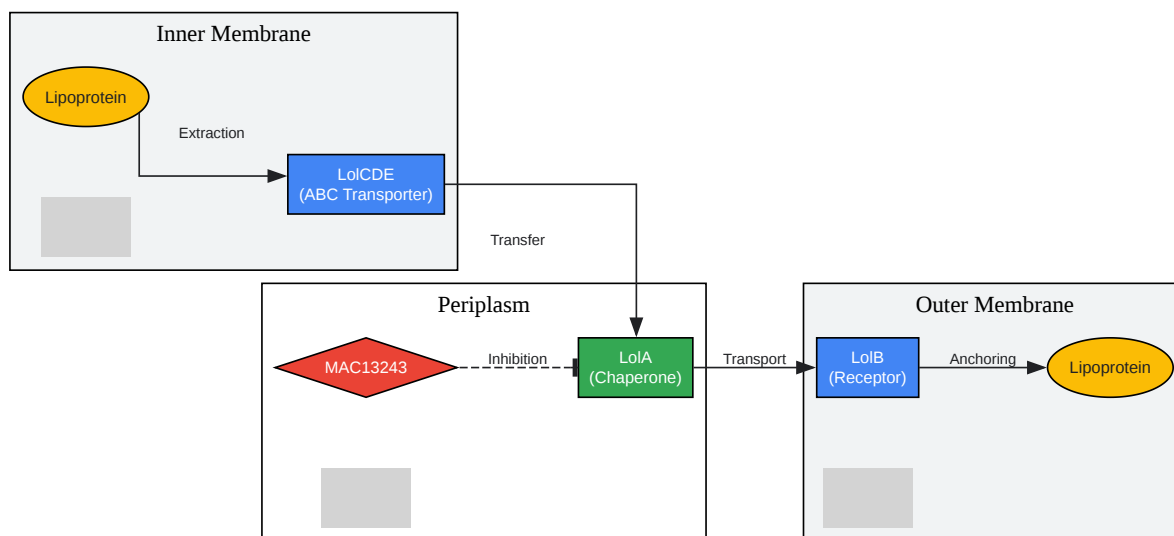 Inner Membrane
Lipoprotein
Extraction
LolCDE
(ABC Transporter)
Transfer
Periplasm
MAC13243
Inhibition
LolA
(Chaperone)
Transport
Outer Membrane
LolB
(Receptor)
Anchoring
Lipoprotein